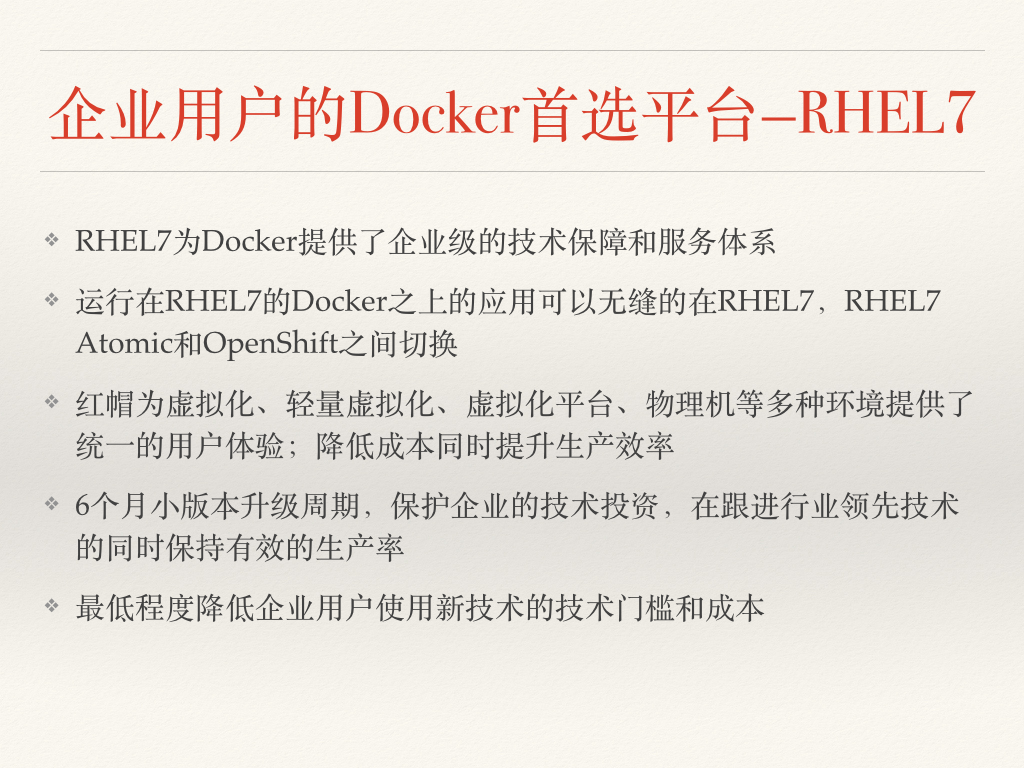 企业用户的Docker首选平台—RHEL7
❖ RHEL7为Docker提供了企业级的技术保障和服务体系
❖ 运行在RHEL7的Docker之上的应用可以无缝的在RHEL7，RHEL7
Atomic和OpenShift之间切换
❖ 红帽为虚拟化、轻量虚拟化、虚拟化平台、物理机等多种环境提供了
统一的用户体验；降低成本同时提升生产效率
❖ 6个月小版本升级周期，保护企业的技术投资，在跟进行业领先技术
的同时保持有效的生产率
❖ 最低程度降低企业用户使用新技术的技术门槛和成本